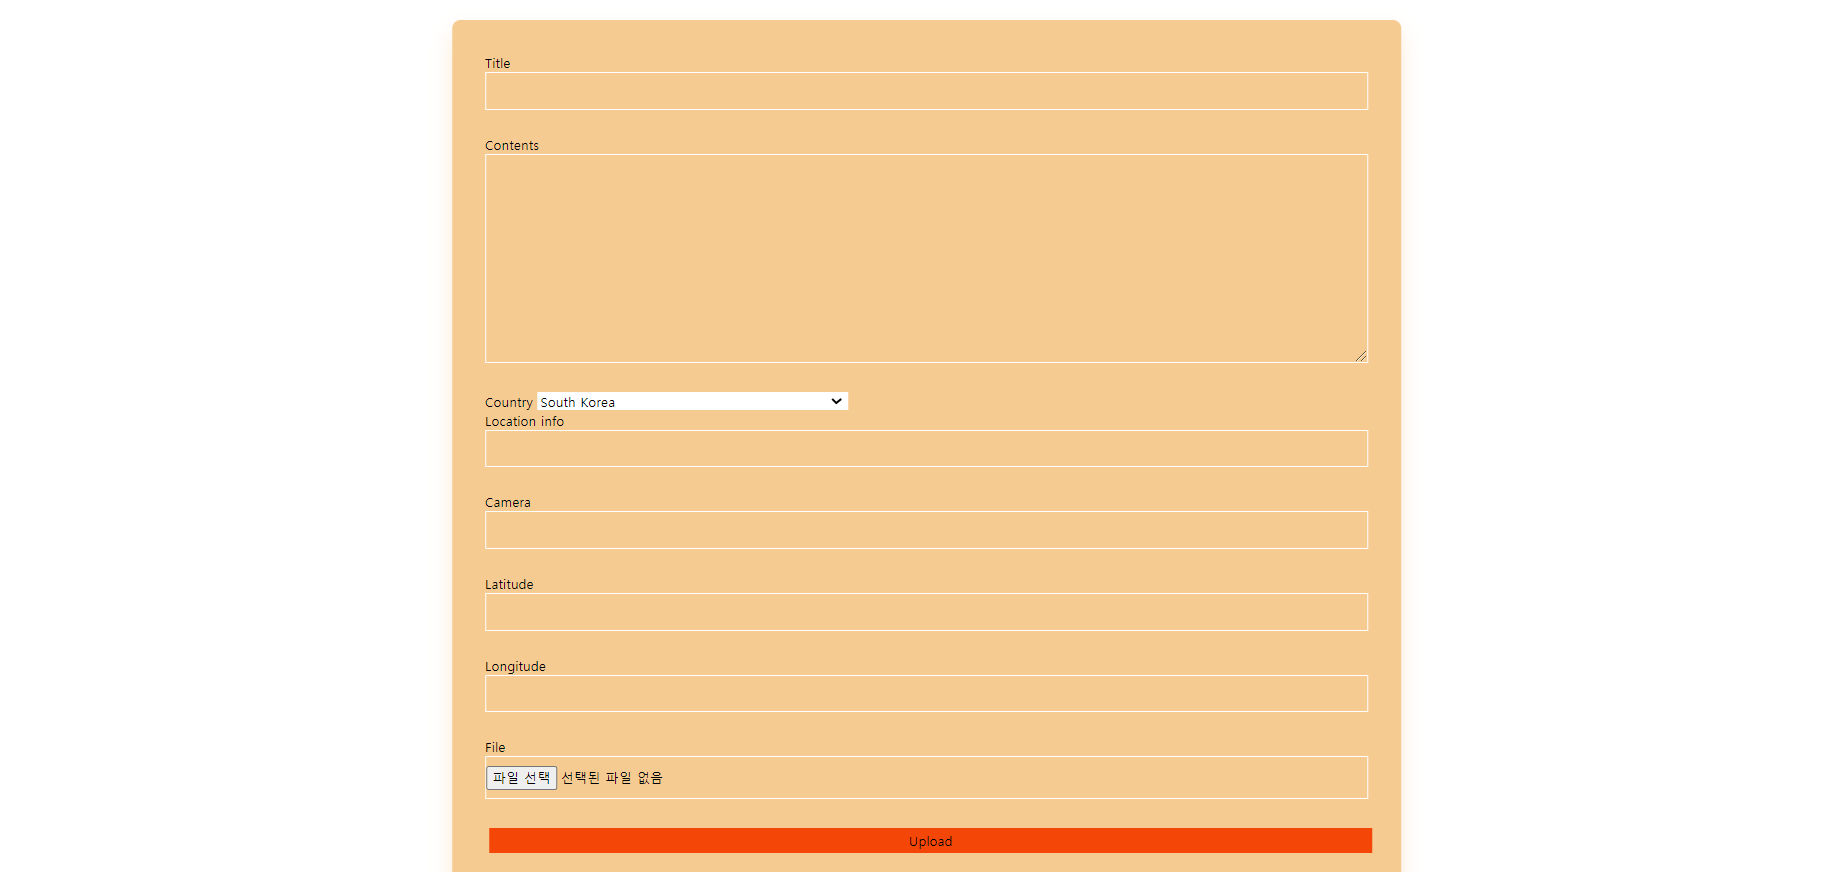 Title
Contents
Country South Korea
Location info
Camera
Latitude
Longitude
File
파일 선택 선택된 파일 없음
Upload